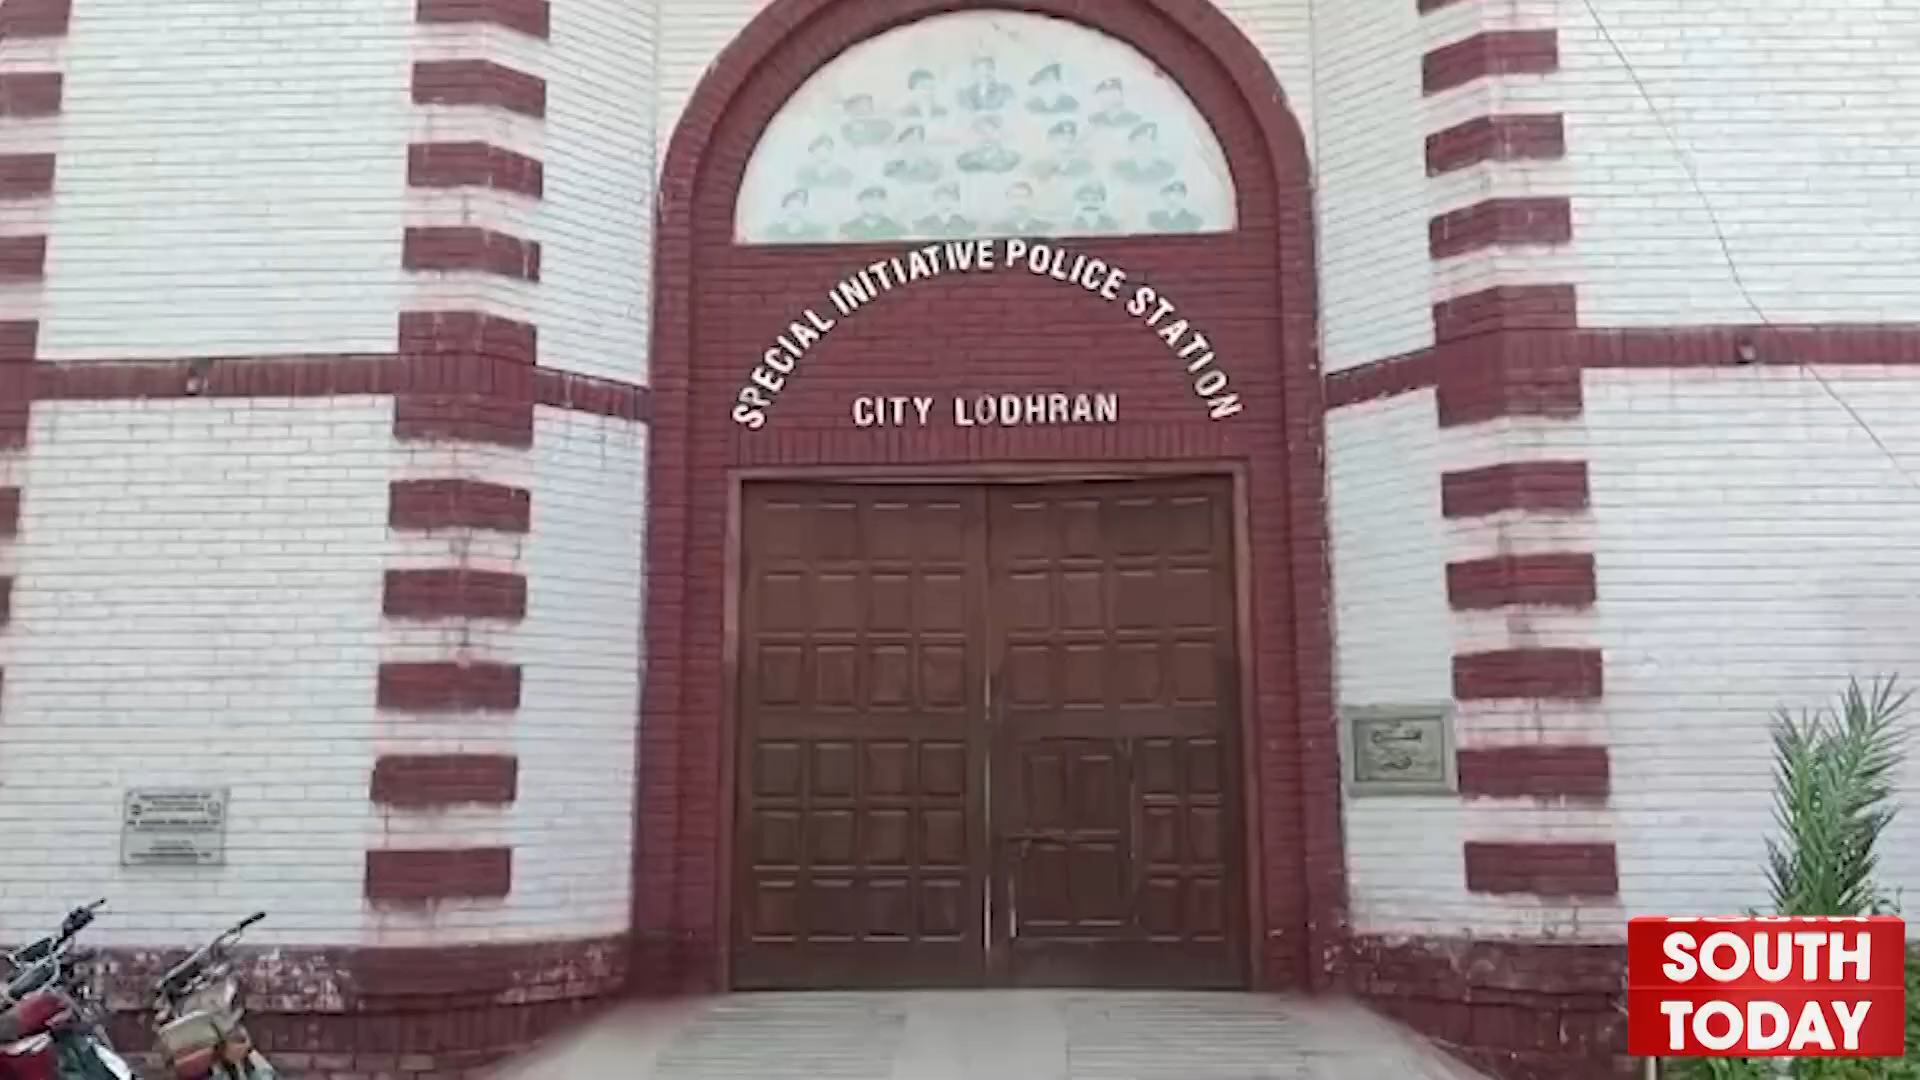 SPECIAL INITIATIVE POLICE STATION
CITY LODHRAN
SOUTH
TODAY